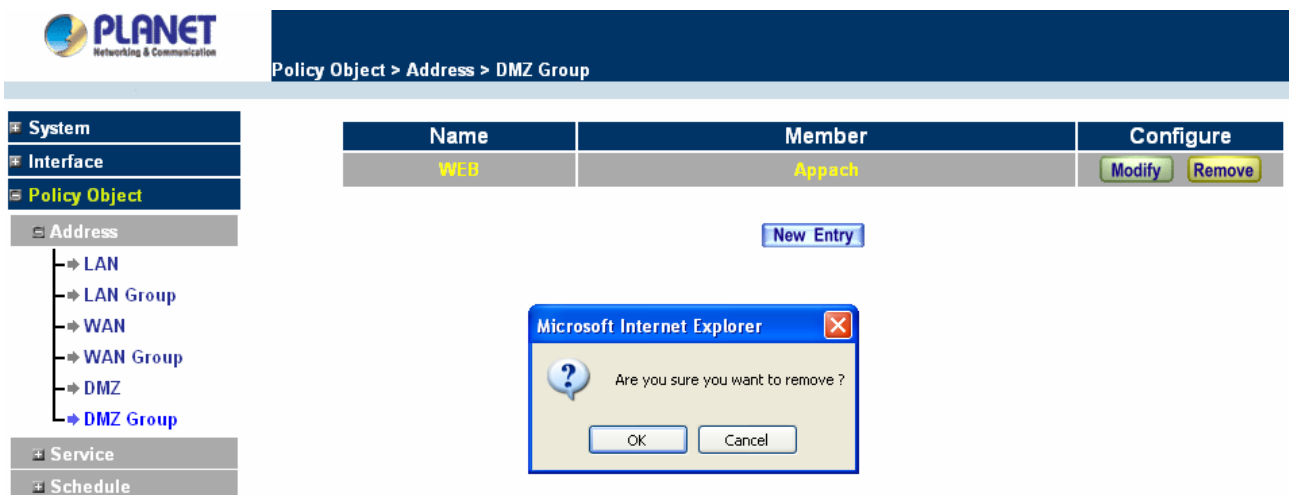 PLANET
Networking & Communication
Policy Object > Address > DMZ Group
System
Interface
Policy Object
Address
LAN
LAN Group
WAN
WAN Group
DMZ
DMZ Group
Service
Schedule
Name Member Configure
WEB Appach Modify Remove
New Entry
Microsoft Internet Explorer
Are you sure you want to remove ?
OK Cancel